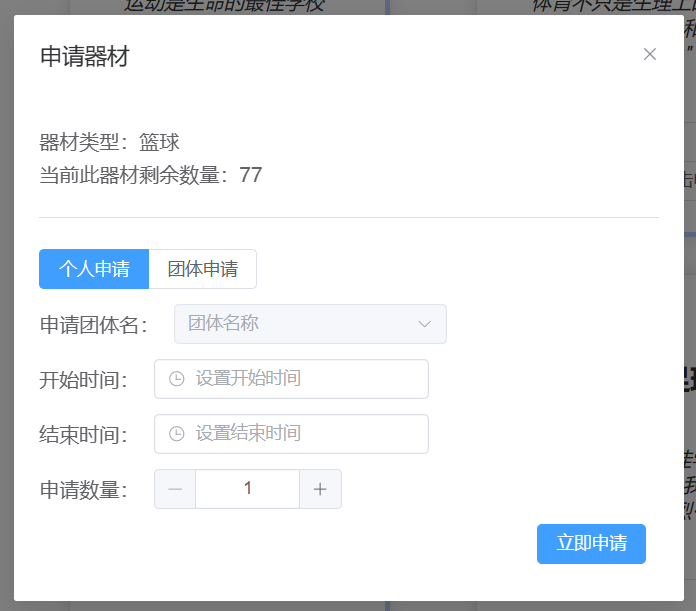 运动是生命的最佳学校
体育不只是生理上
申请器材
器材类型：篮球
当前此器材剩余数量：77
个人申请 团体申请
申请团体名： 团体名称
开始时间： 设置开始时间
结束时间： 设置结束时间
申请数量： 1
立即申请